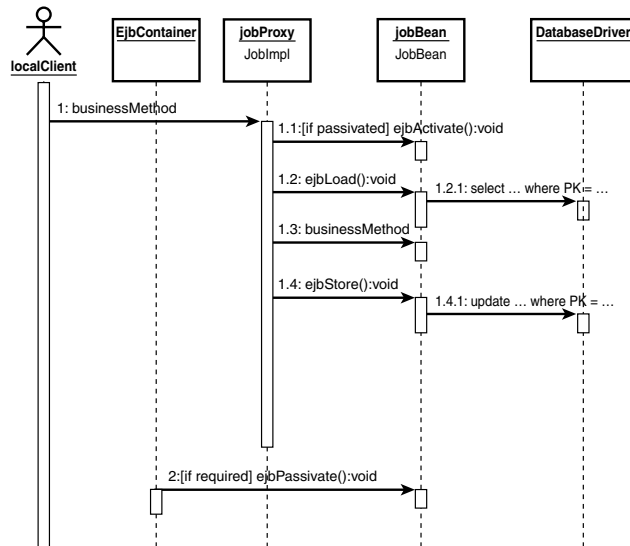 localClient
EjbContainer
jobProxy
JobImpl
jobBean
JobBean
DatabaseDriver
1: businessMethod
1.1:[if passivated] ejbActivate():void
1.2: ejbLoad():void
1.2.1: select ... where PK = ...
1.3: businessMethod
1.4: ejbStore():void
1.4.1: update ... where PK = ...
2:[if required] ejbPassivate():void